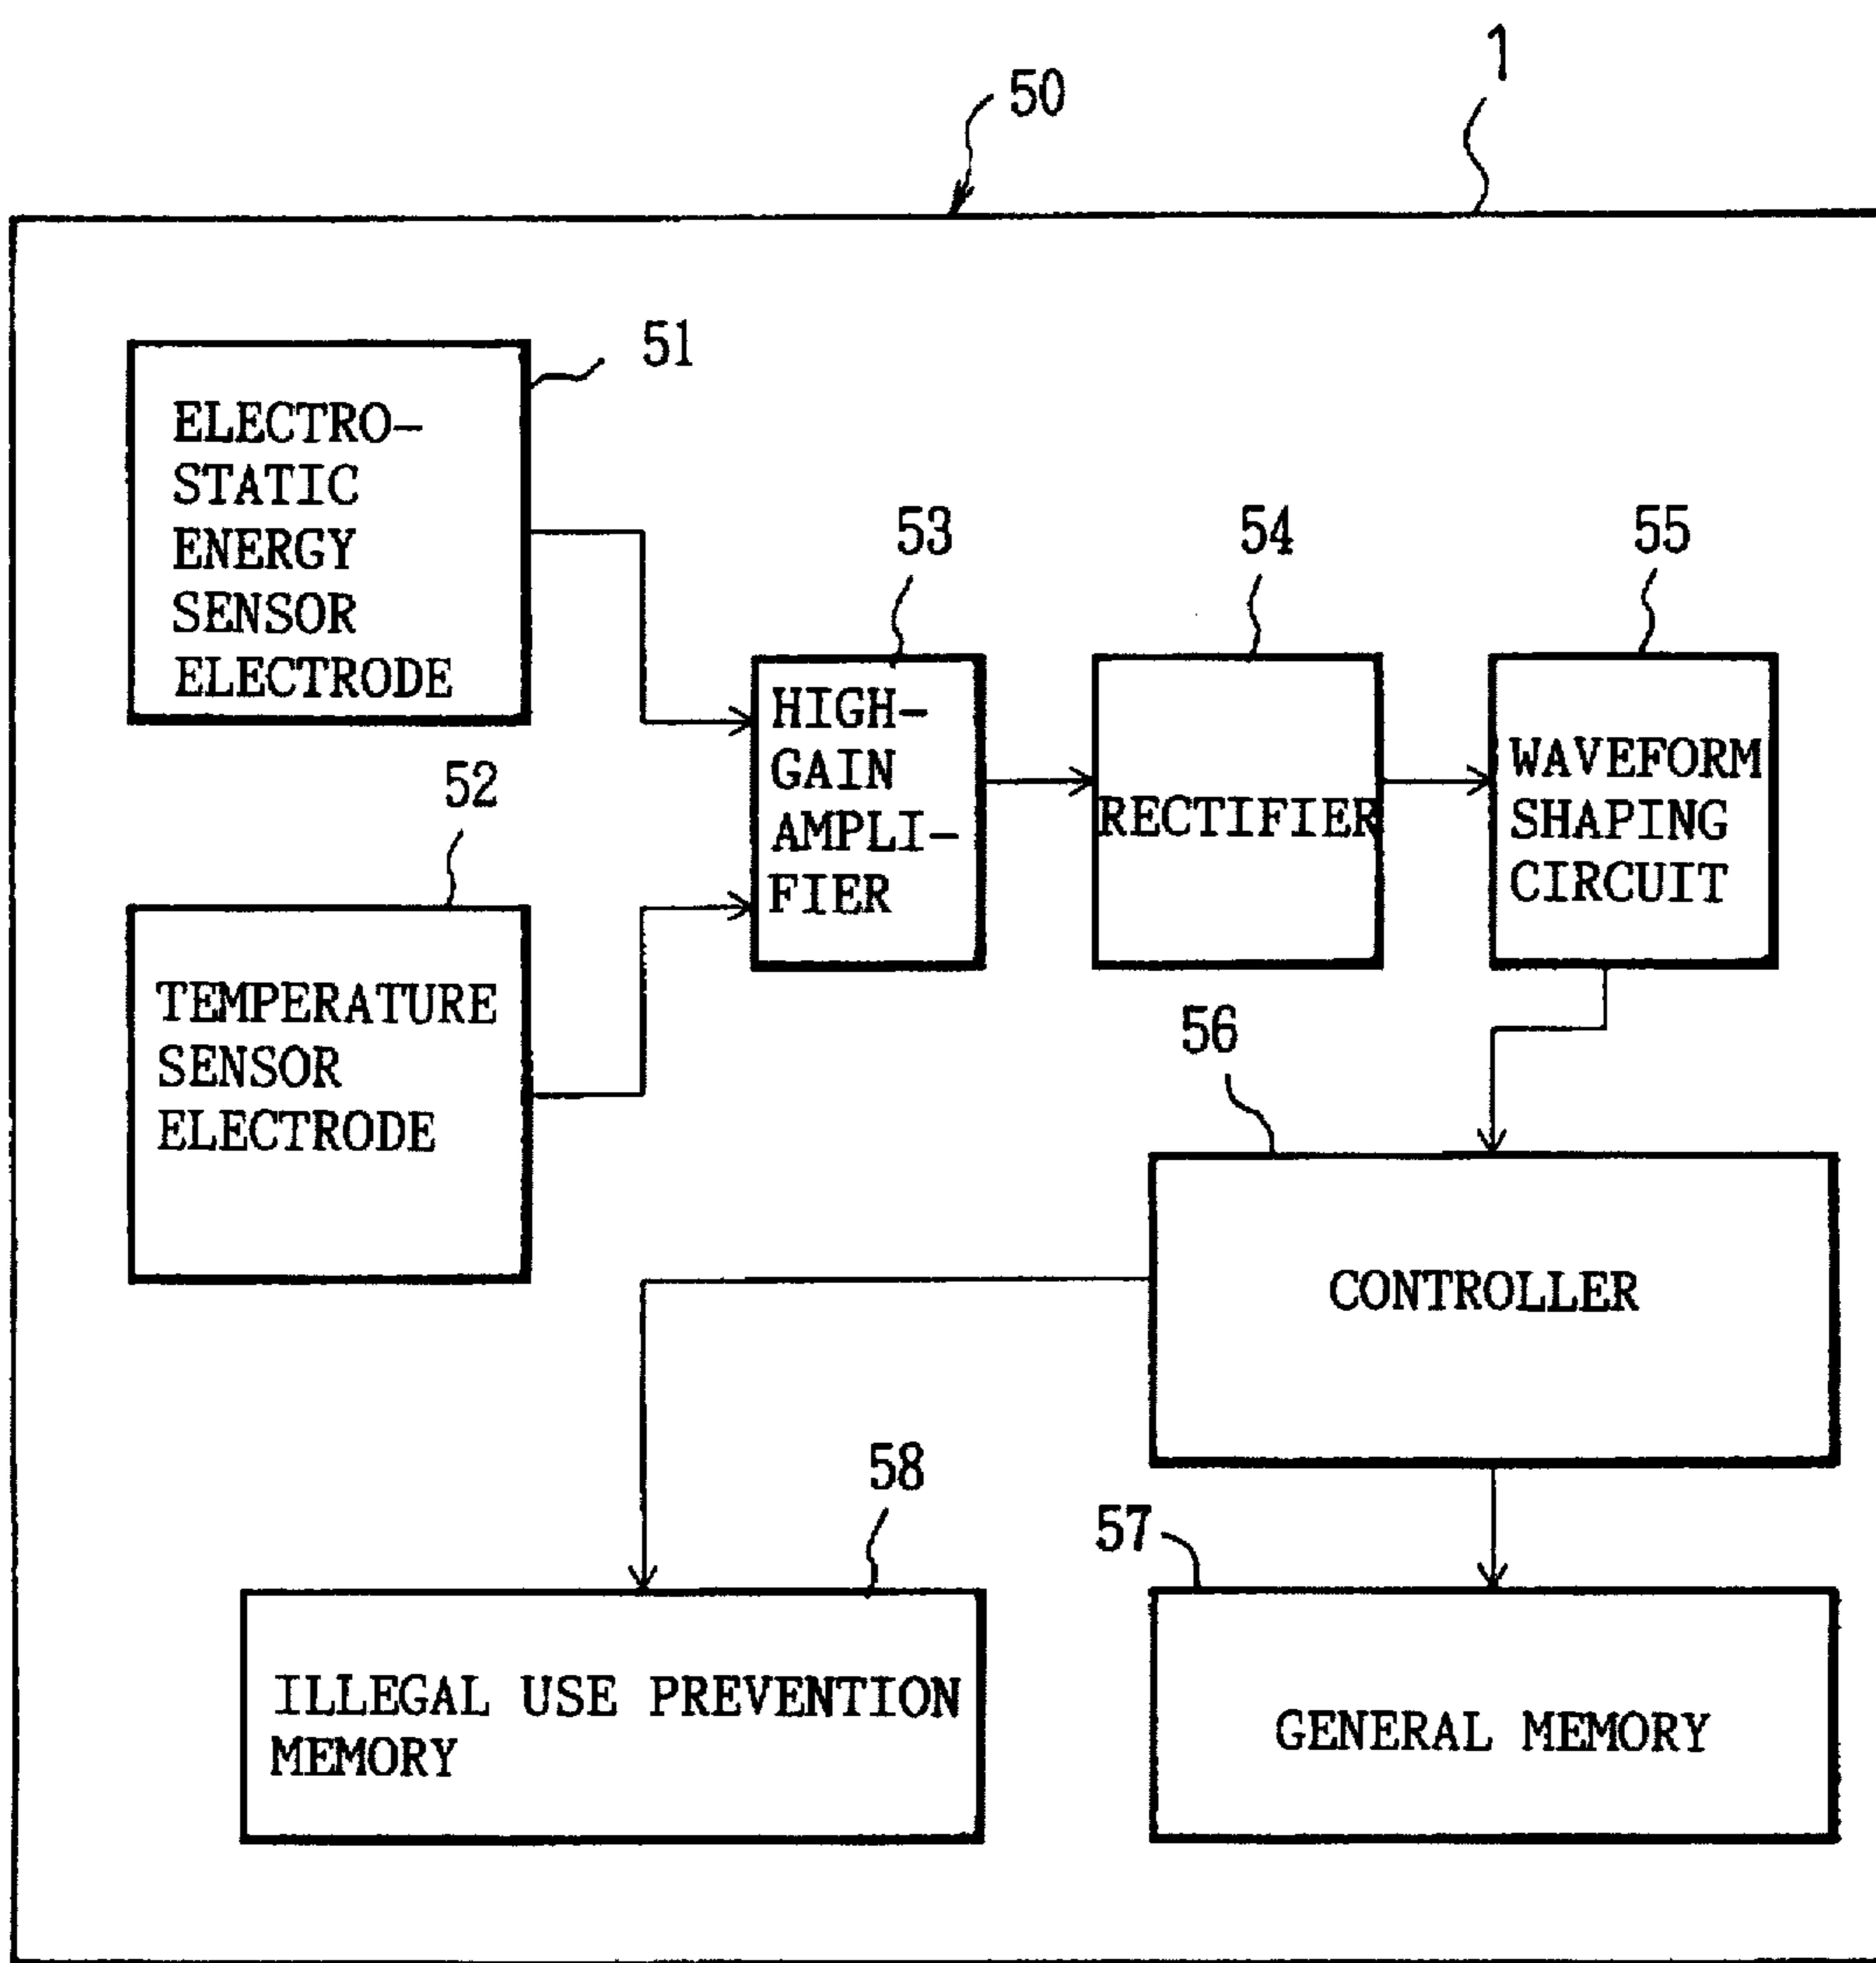 50
1
51
ELECTRO-
STATIC
ENERGY
SENSOR
ELECTRODE
52
TEMPERATURE
SENSOR
ELECTRODE
53
HIGH-
GAIN
AMPLI-
FIER
54
RECTIFIER
55
WAVEFORM
SHAPING
CIRCUIT
56
CONTROLLER
58
ILLEGAL USE PREVENTION
MEMORY
57
GENERAL MEMORY